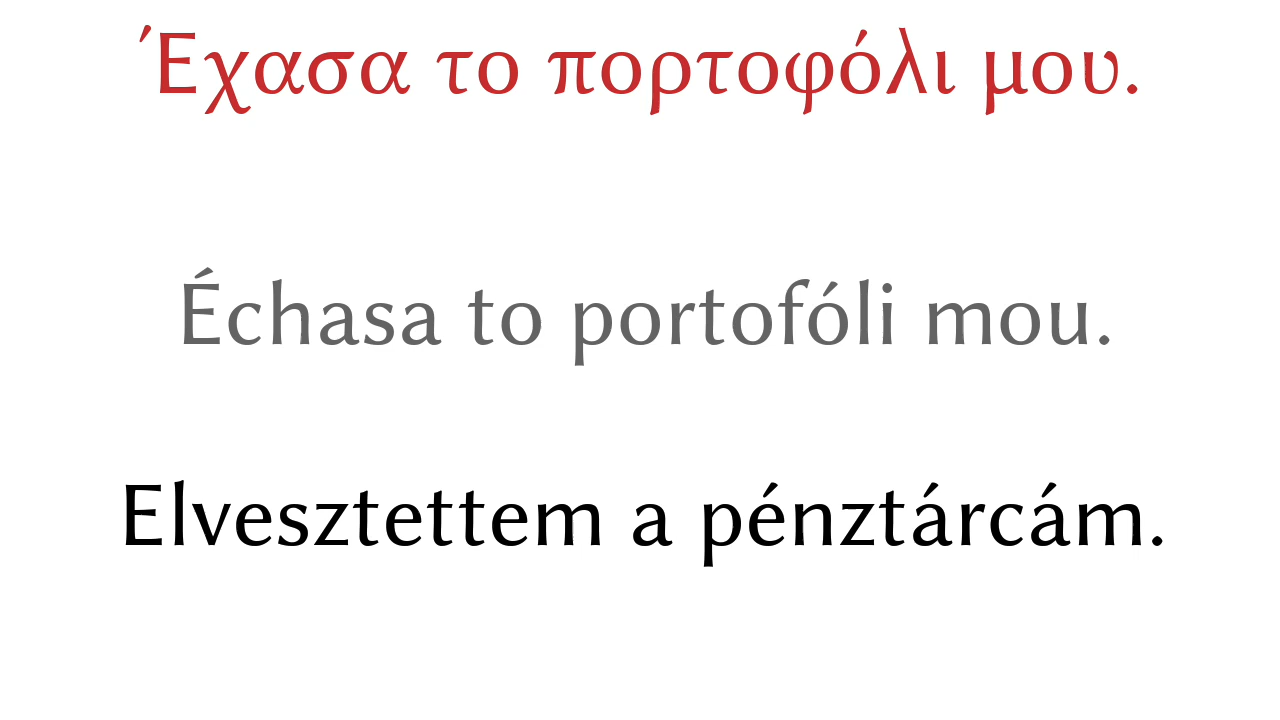 Έχασα το πορτοφόλι μου.
Échasa to portofóli mou.
Elvesztettem a pénztárcám.